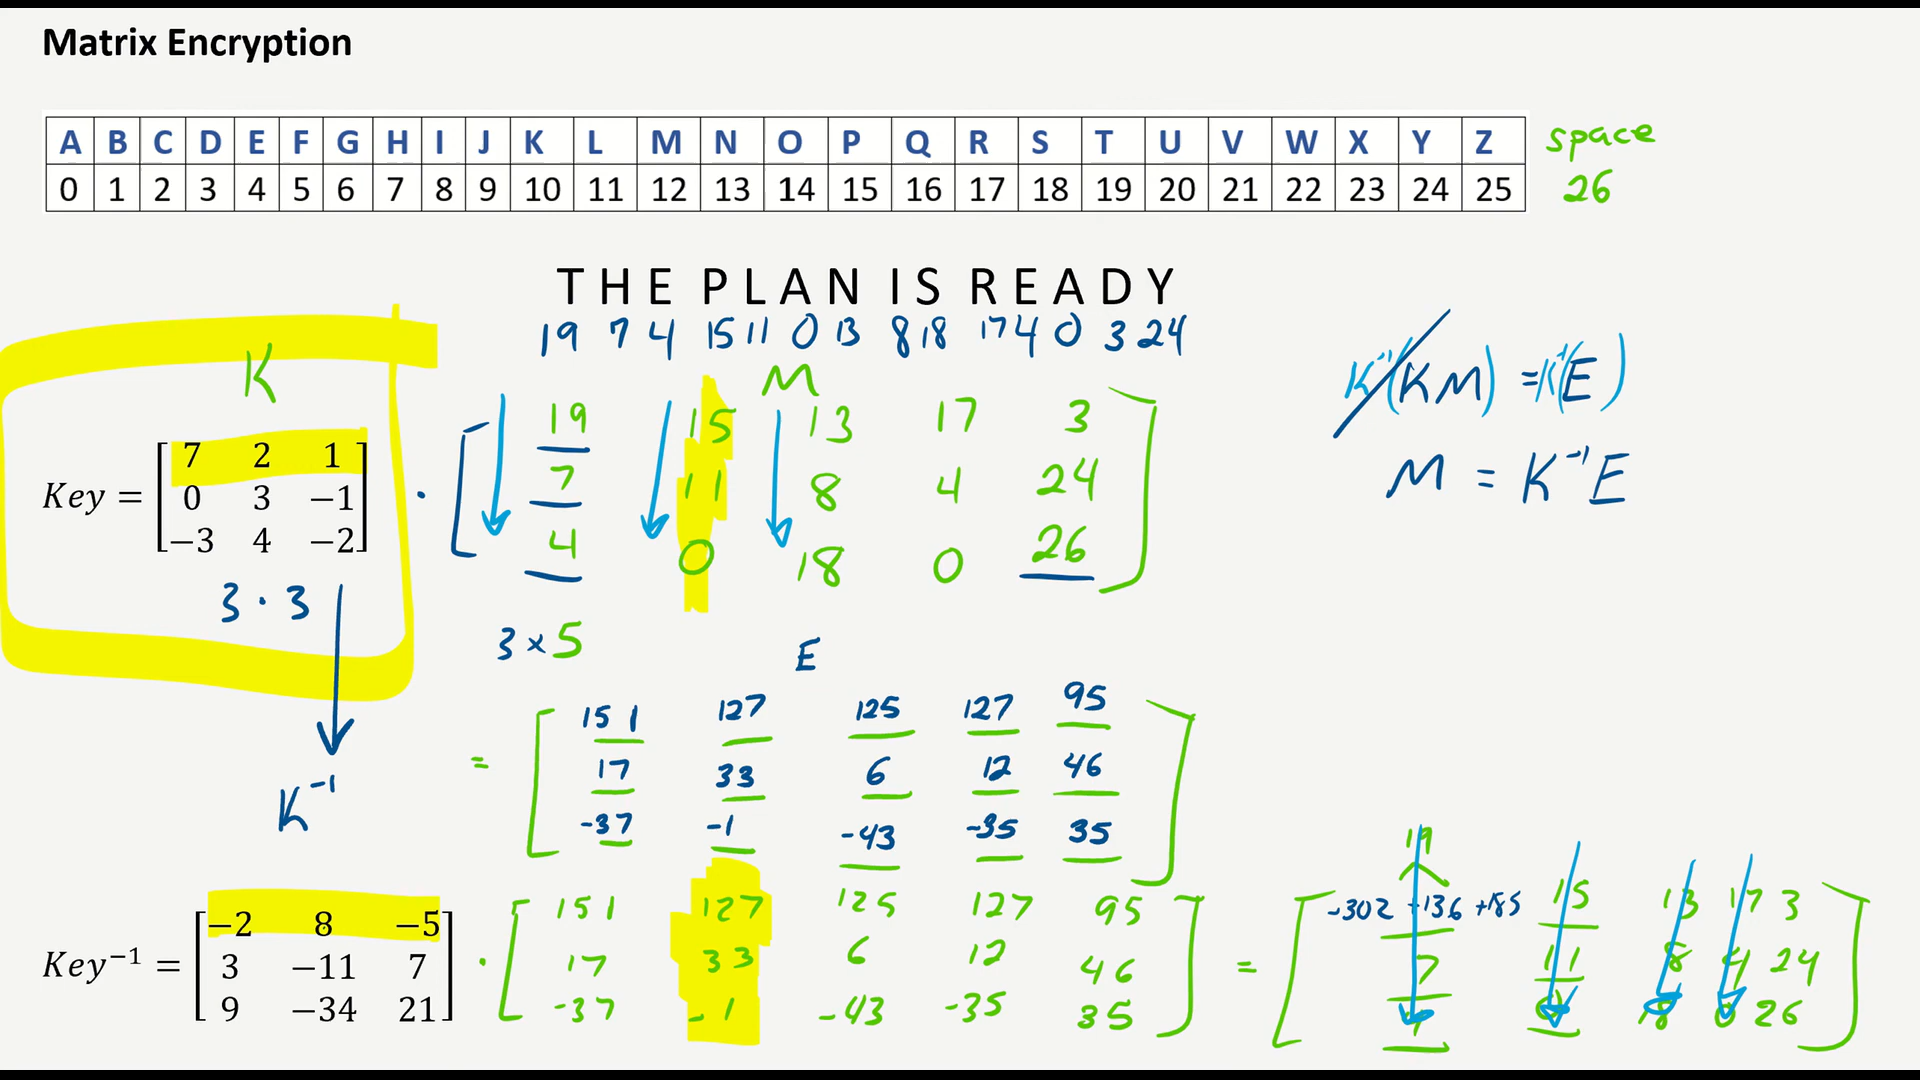 Matrix Encryption
A B C D E F G H I J K L M N O P Q R S T U V W X Y Z space
0 1 2 3 4 5 6 7 8 9 10 11 12 13 14 15 16 17 18 19 20 21 22 23 24 25 26
THE PLAN IS READY
19 7 4 15 11 0 13 8 18 17 4 0 3 24
K
M
K⁻¹(KM) = K⁻¹(E)
M = K⁻¹E
Key = [ 7 2 1
0 3 −1
−3 4 −2 ]
·
[ 19 15 13 17 3
7 11 8 4 24
4 0 18 0 26 ]
3 · 3
3 × 5
E
K⁻¹
= [ 151 127 125 127 95
17 33 6 12 46
-37 -1 -43 -35 35 ]
Key⁻¹ = [ −2 8 −5
3 −11 7
9 −34 21 ]
·
[ 151 127 125 127 95
17 33 6 12 46
-37 -1 -43 -35 35 ]
=
19
[ -302 +136 +185 15 13 17 3
7 11 8 4 24
4 0 18 0 26 ]